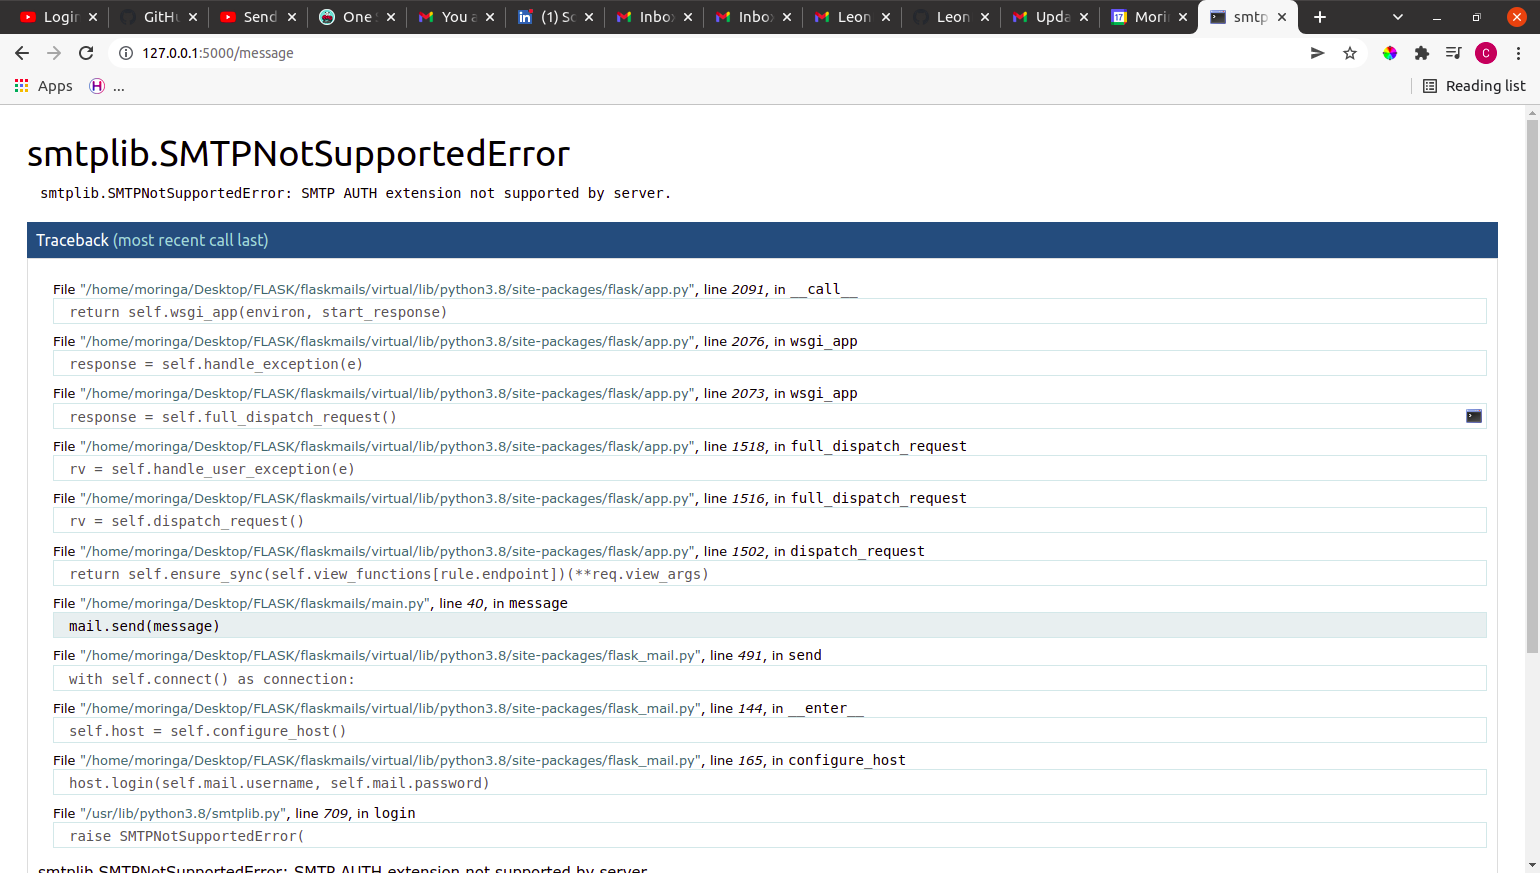 Login
GitHu
Send
One S
You a
(1) Sc
Inbox
Inbox
Leon
Leon
Upda
Morin
smtp
127.0.0.1:5000/message
Apps
...
Reading list
smtplib.SMTPNotSupportedError
smtplib.SMTPNotSupportedError: SMTP AUTH extension not supported by server.
Traceback (most recent call last)
File "/home/moringa/Desktop/FLASK/flaskmails/virtual/lib/python3.8/site-packages/flask/app.py", line 2091, in __call__
return self.wsgi_app(environ, start_response)
File "/home/moringa/Desktop/FLASK/flaskmails/virtual/lib/python3.8/site-packages/flask/app.py", line 2076, in wsgi_app
response = self.handle_exception(e)
File "/home/moringa/Desktop/FLASK/flaskmails/virtual/lib/python3.8/site-packages/flask/app.py", line 2073, in wsgi_app
response = self.full_dispatch_request()
File "/home/moringa/Desktop/FLASK/flaskmails/virtual/lib/python3.8/site-packages/flask/app.py", line 1518, in full_dispatch_request
rv = self.handle_user_exception(e)
File "/home/moringa/Desktop/FLASK/flaskmails/virtual/lib/python3.8/site-packages/flask/app.py", line 1516, in full_dispatch_request
rv = self.dispatch_request()
File "/home/moringa/Desktop/FLASK/flaskmails/virtual/lib/python3.8/site-packages/flask/app.py", line 1502, in dispatch_request
return self.ensure_sync(self.view_functions[rule.endpoint])(**req.view_args)
File "/home/moringa/Desktop/FLASK/flaskmails/main.py", line 40, in message
mail.send(message)
File "/home/moringa/Desktop/FLASK/flaskmails/virtual/lib/python3.8/site-packages/flask_mail.py", line 491, in send
with self.connect() as connection:
File "/home/moringa/Desktop/FLASK/flaskmails/virtual/lib/python3.8/site-packages/flask_mail.py", line 144, in __enter__
self.host = self.configure_host()
File "/home/moringa/Desktop/FLASK/flaskmails/virtual/lib/python3.8/site-packages/flask_mail.py", line 165, in configure_host
host.login(self.mail.username, self.mail.password)
File "/usr/lib/python3.8/smtplib.py", line 709, in login
raise SMTPNotSupportedError(
smtplib.SMTPNotSupportedError: SMTP AUTH extension not supported by server.